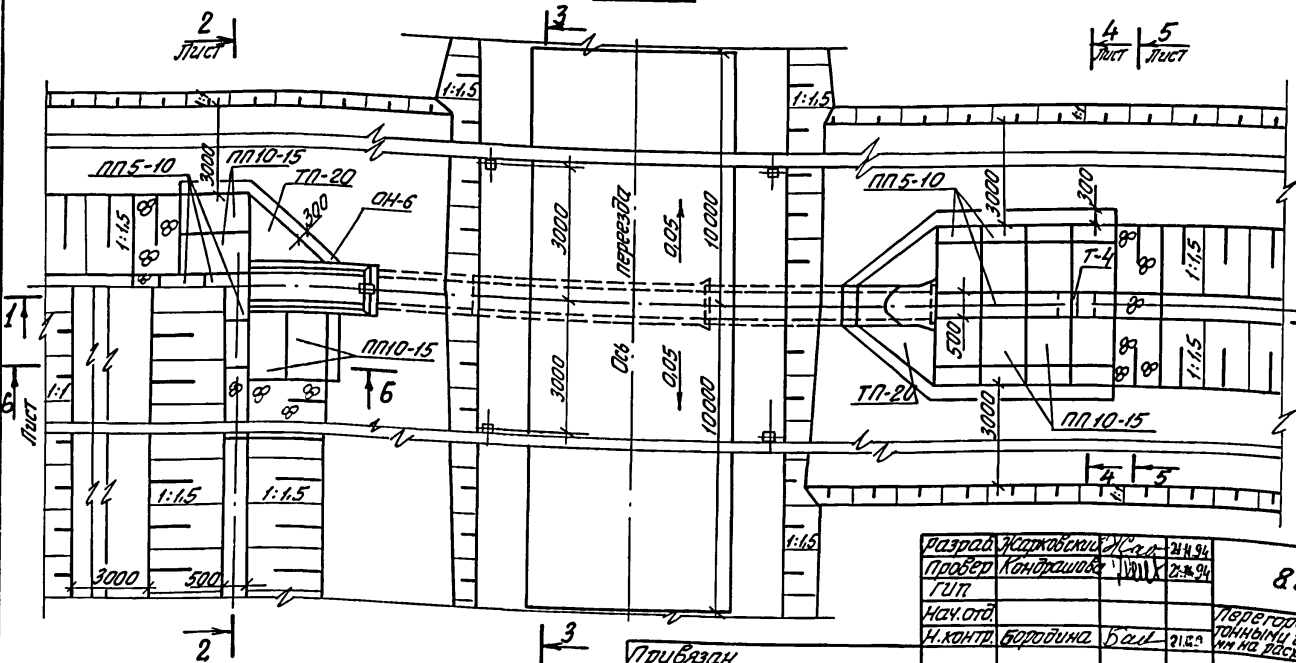 2
Лист
3
4
Лист
5
Лист
1:1,5
1:1
1:1,5
1:1
ПП5-10
3000
ПП10-15
ТП-20
300
ОН-6
1:1,5
3000
Ось переезда
0,05
10000
ПП5-10
3000
300
Т-4
1:1,5
1
6
Лист
1:1
ПП10-15
6
3000
0,05
10000
500
ТП-20
3000
ПП10-15
1:1,5
1:1,5
1:1,5
4
5
1:1
3000
500
1:1,5
2
3
Разраб. Жарковский
Провер Кондрашова
ГИП
Нач.отд.
Н.контр. Бородина
Привязан